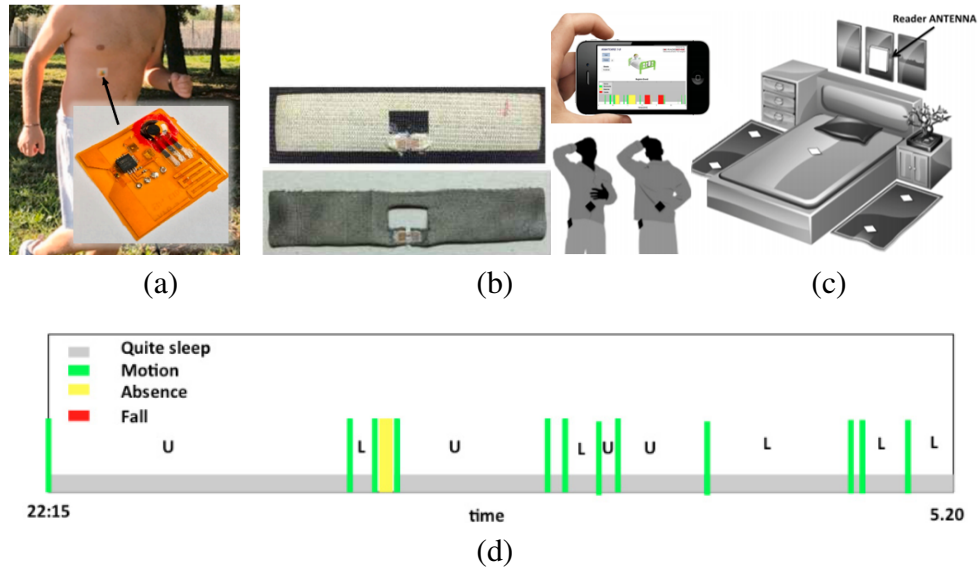 Reader ANTENNA
(a)
(b)
(c)
Quite sleep
Motion
Absence
Fall
U L U L U U L L L
22:15 time 5.20
(d)